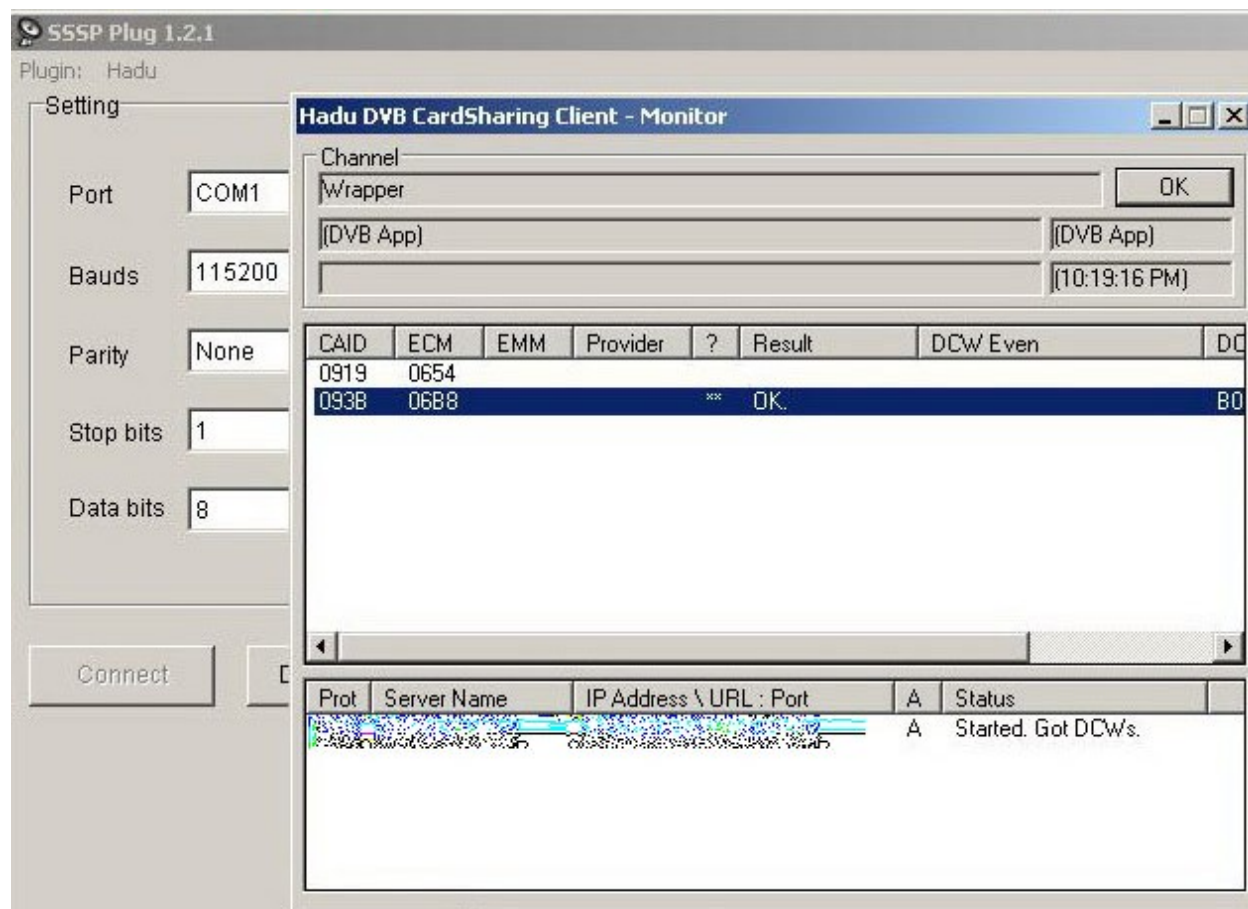 SSSP Plug 1.2.1
Plugin: Hadu
Setting
Port COM1
Bauds 115200
Parity None
Stop bits 1
Data bits 8
Connect
Hadu DVB CardSharing Client - Monitor
Channel
Wrapper OK
(DVB App) (DVB App)
(10:19:16 PM)
CAID ECM EMM Provider ? Result DCW Even
0919 0654
093B 06B8 ** OK. B0
Prot Server Name IP Address \ URL : Port A Status
A Started. Got DCW's.